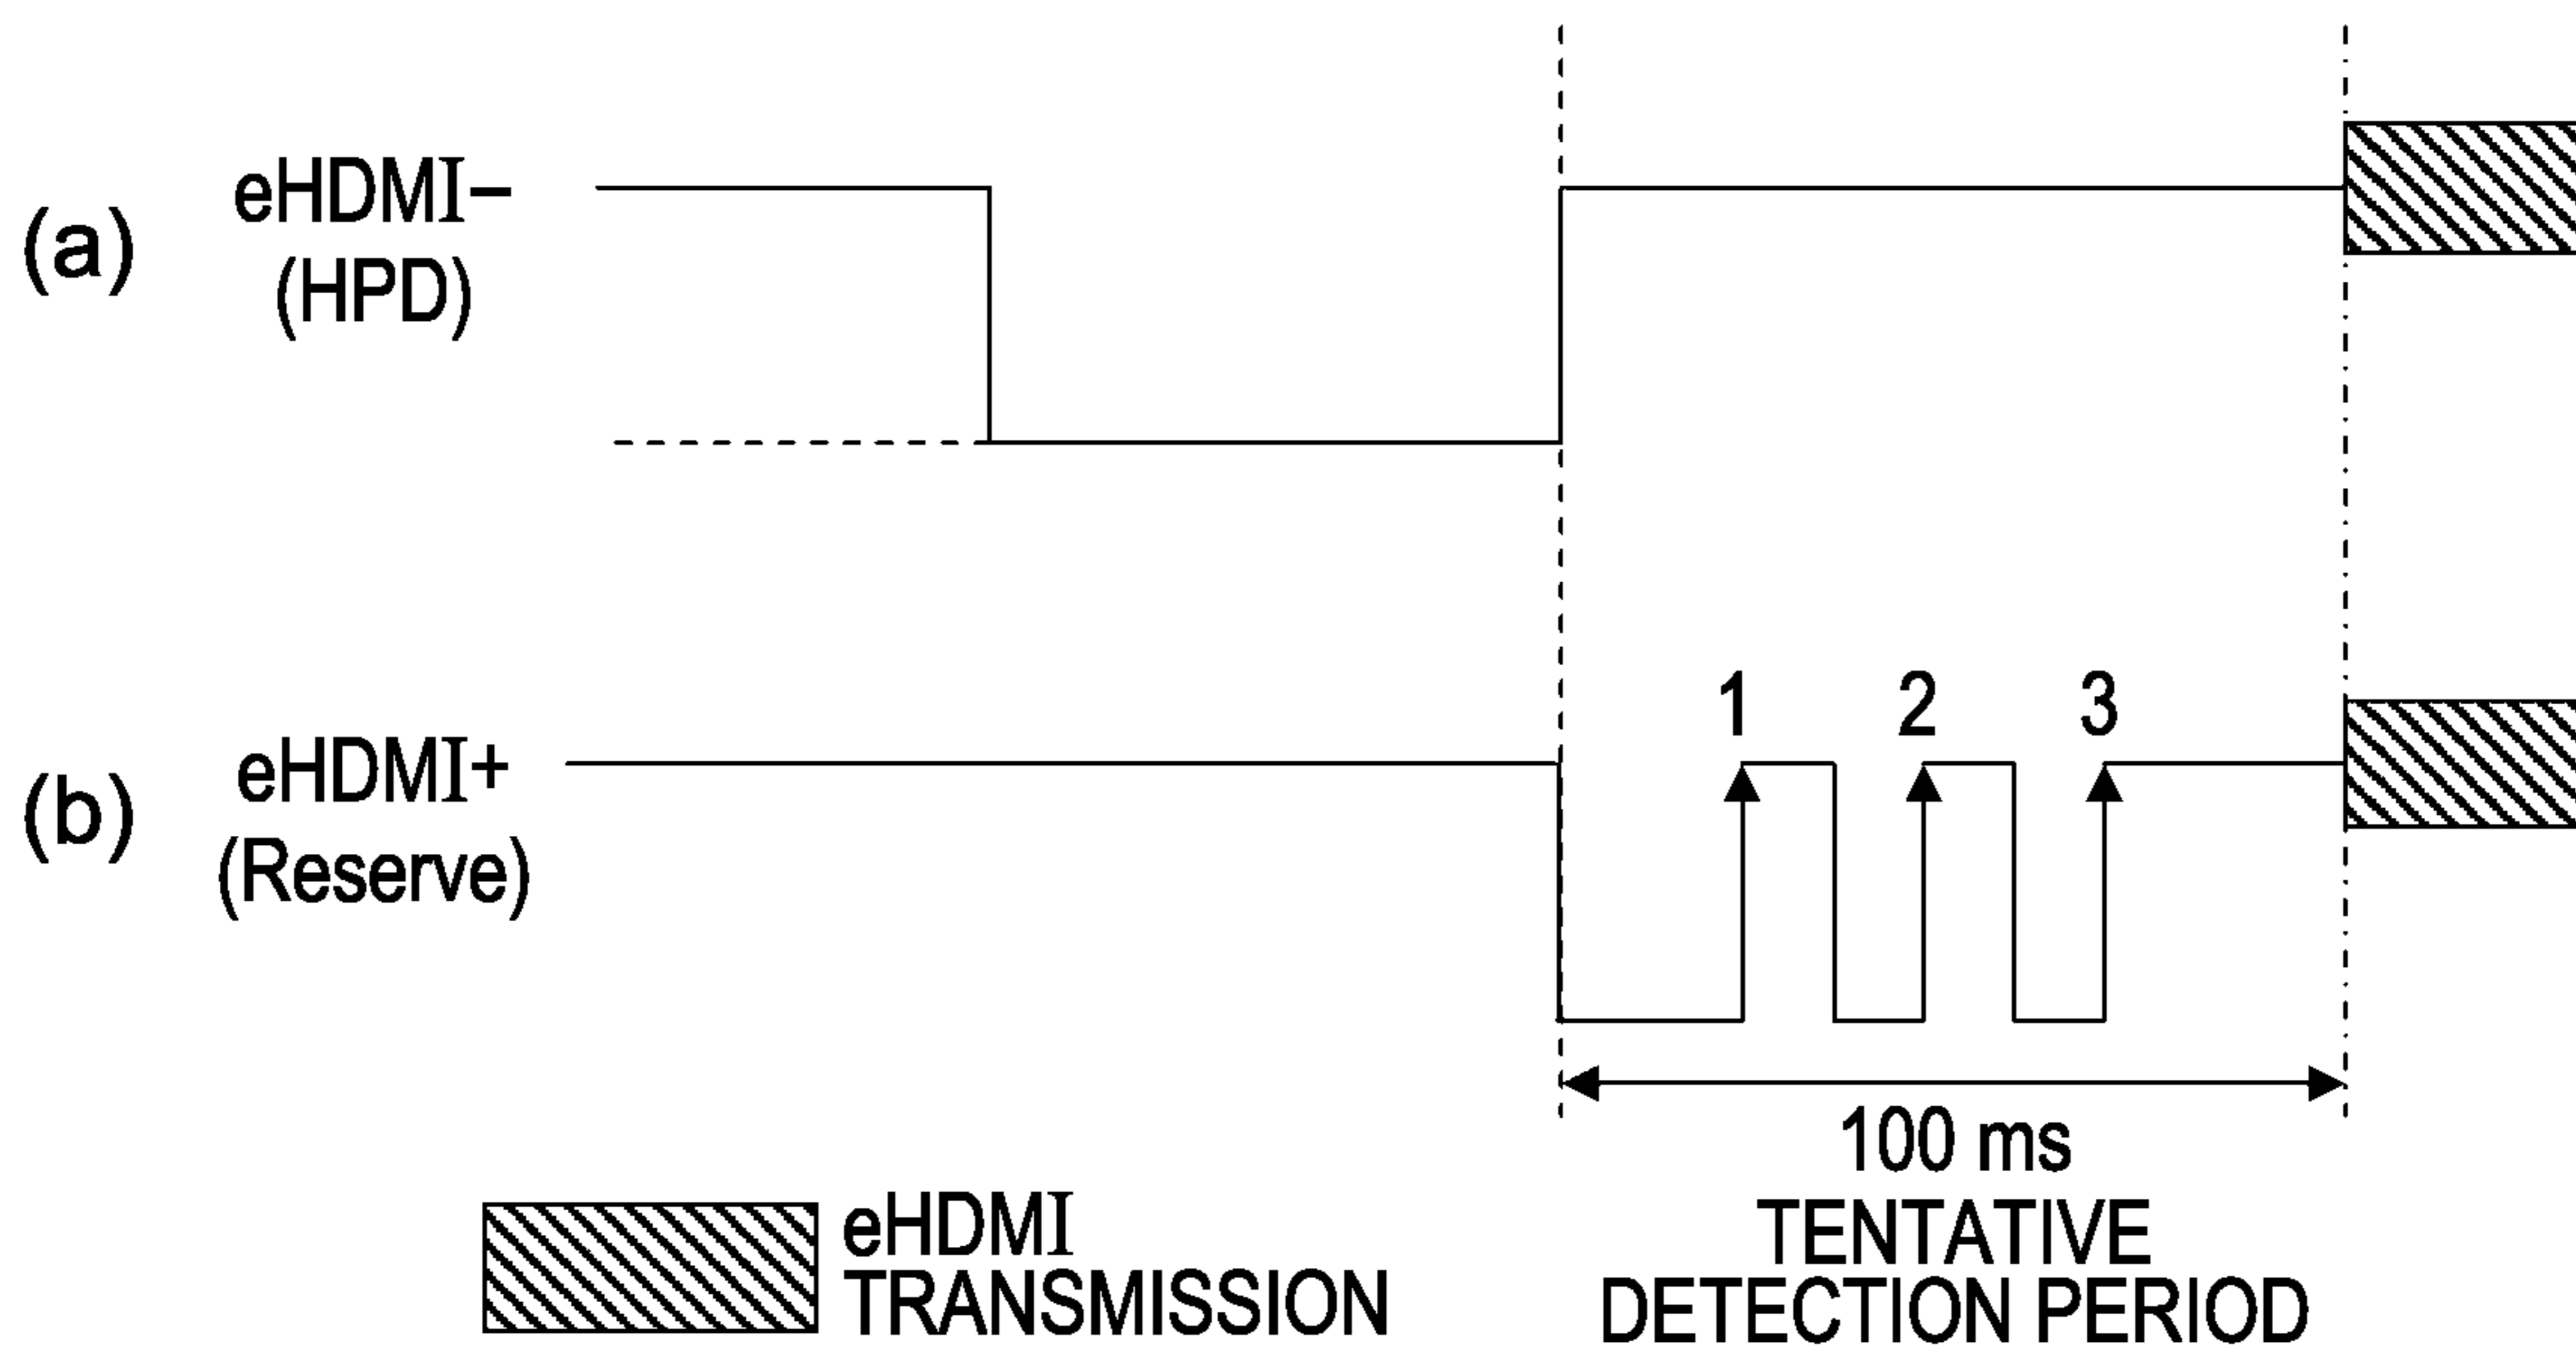 (a)
eHDMI−
(HPD)
1 2 3
(b)
eHDMI+
(Reserve)
100 ms
TENTATIVE
DETECTION PERIOD
eHDMI
TRANSMISSION